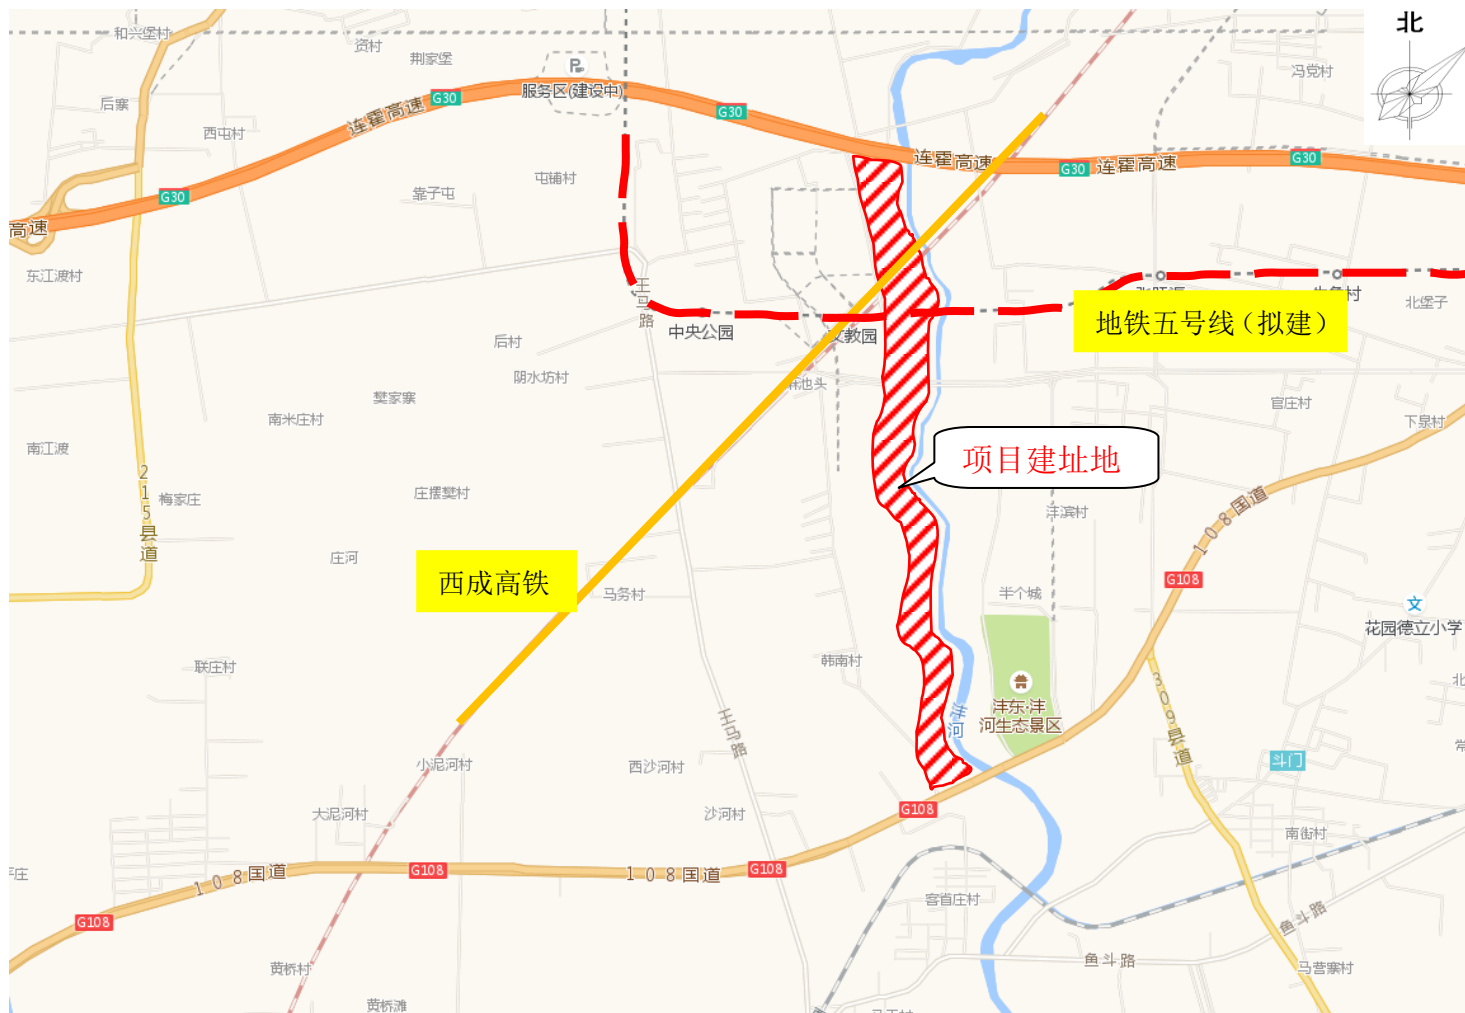 北
和兴堡村
资村
荆家堡
冯党村
P
服务区(建设中)
G30
连霍高速
后寨
G30
西屯村
连霍高速
G30
连霍高速
G30
G30
屯铺村
靠子屯
高速
东江渡村
王马路
北堡子
地铁五号线（拟建）
中央公园
文教园
后村
阴水坊村
樊家寨
南米庄村
官庄村
下泉村
南江渡
项目建址地
215县道
梅家庄
庄摆樊村
沣滨村
108国道
庄河
西成高铁
G108
马务村
半个城
文
花园德立小学
联庄村
韩南村
309县道
沣东·沣
河生态景区
沣河
王马路
小泥河村
西沙河村
斗门
大泥河村
沙河村
G108
南街村
108国道
G108
108国道
G108
客省庄村
G108
鱼斗路
鱼斗路
黄桥村
马营寨村
黄桥滩